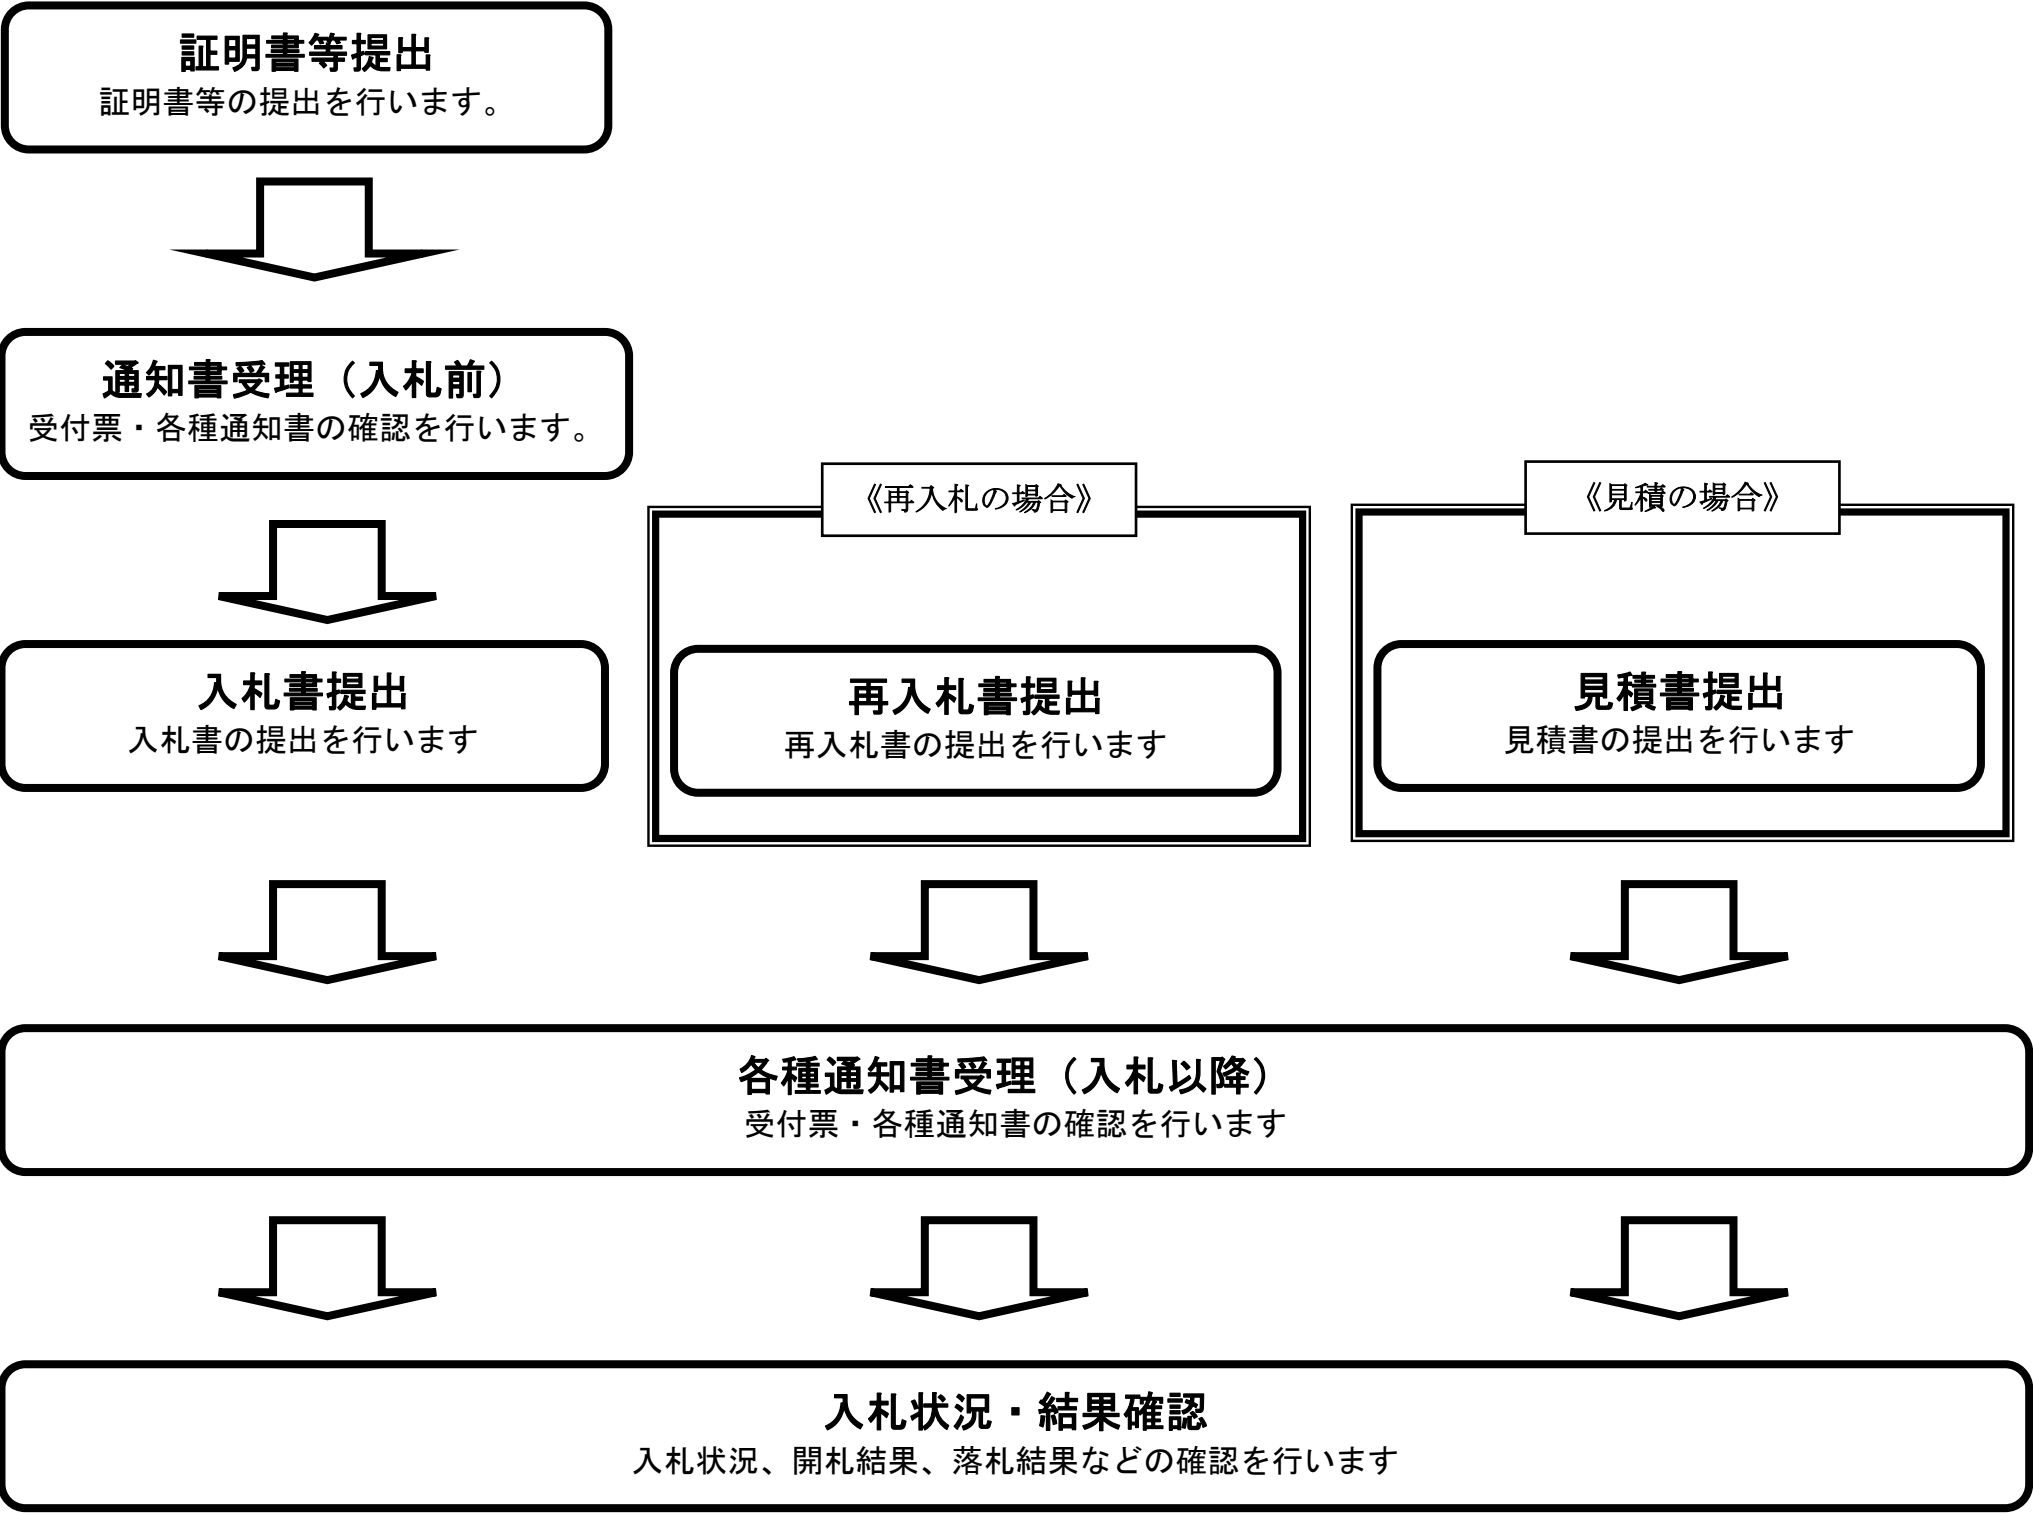 証明書等提出
証明書等の提出を行います。
通知書受理（入札前）
受付票・各種通知書の確認を行います。
入札書提出
入札書の提出を行います
《再入札の場合》
再入札書提出
再入札書の提出を行います
《見積の場合》
見積書提出
見積書の提出を行います
各種通知書受理（入札以降）
受付票・各種通知書の確認を行います
入札状況・結果確認
入札状況、開札結果、落札結果などの確認を行います